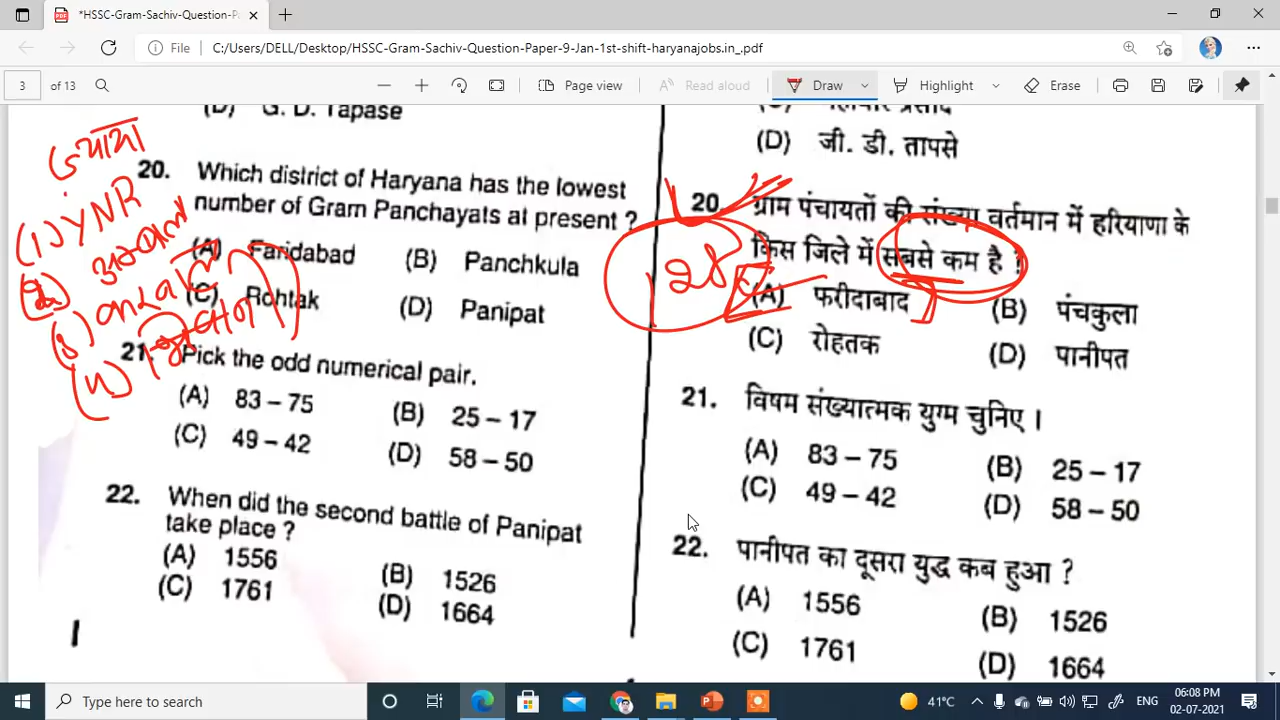 *HSSC-Gram-Sachiv-Question-Pap
File C:/Users/DELL/Desktop/HSSC-Gram-Sachiv-Question-Paper-9-Jan-1st-shift-haryanajobs.in_.pdf
3 of 13 Page view Read aloud Draw Highlight Erase
(D) G. D. Tapase
20. Which district of Haryana has the lowest
number of Gram Panchayats at present ?
(A) Faridabad (B) Panchkula
(C) Rohtak (D) Panipat
21. Pick the odd numerical pair.
(A) 83 – 75 (B) 25 – 17
(C) 49 – 42 (D) 58 – 50
22. When did the second battle of Panipat
take place ?
(A) 1556 (B) 1526
(C) 1761 (D) 1664
ज्यादा
(1) YNR
(D) जी. डी. तापसे
20 ग्राम पंचायतों की संख्या वर्तमान में हरियाणा के
किस जिले में सबसे कम है ?
(A) फरीदाबाद (B) पंचकुला
(C) रोहतक (D) पानीपत
21. विषम संख्यात्मक युग्म चुनिए ।
(A) 83 – 75 (B) 25 – 17
(C) 49 – 42 (D) 58 – 50
22. पानीपत का दूसरा युद्ध कब हुआ ?
(A) 1556 (B) 1526
(C) 1761 (D) 1664
Type here to search 41°C ENG 06:08 PM
02-07-2021